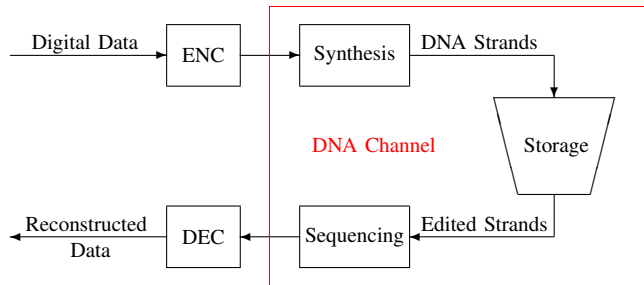 Digital Data
ENC
Synthesis
DNA Strands
DNA Channel
Storage
Reconstructed
Data
DEC
Sequencing
Edited Strands